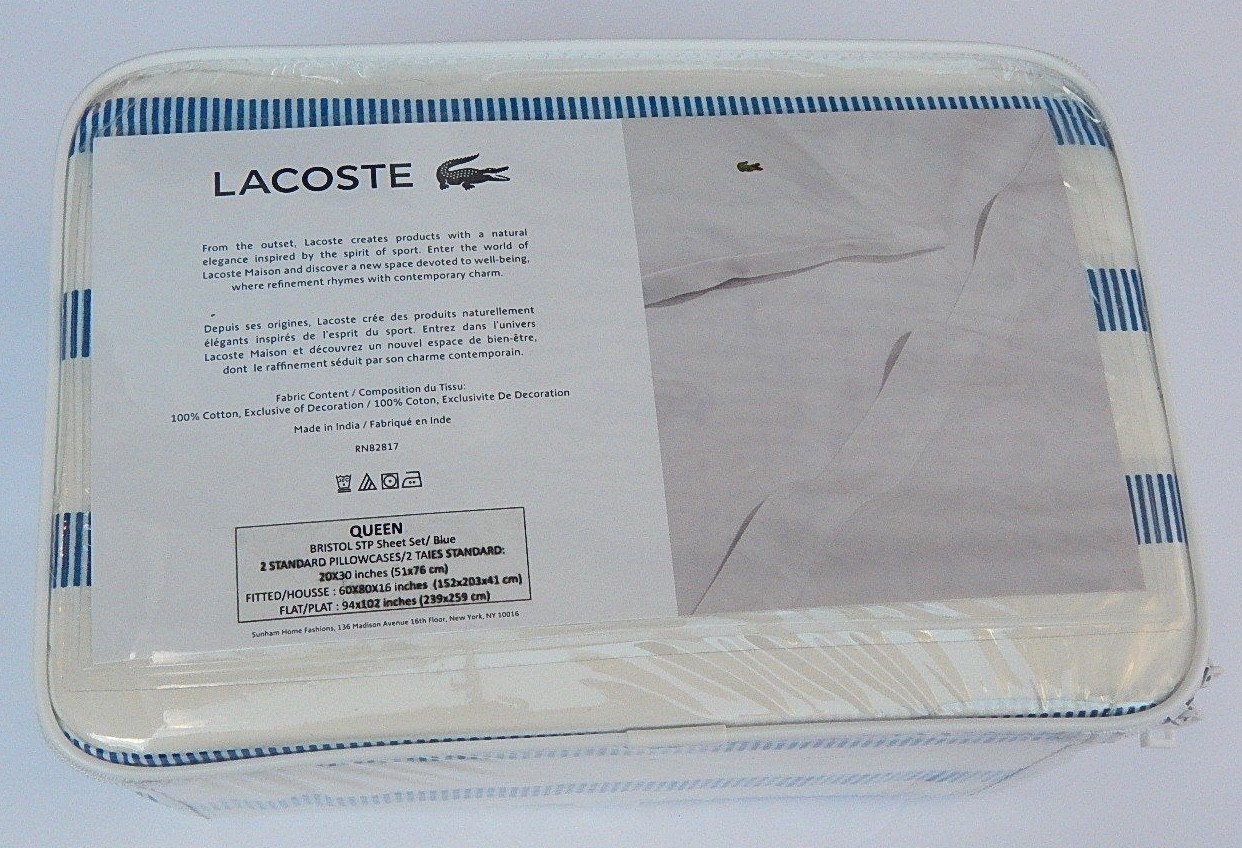 LACOSTE
From the outset, Lacoste creates products with a natural
elegance inspired by the spirit of sport. Enter the world of
Lacoste Maison and discover a new space devoted to well-being,
where refinement rhymes with contemporary charm.
Depuis ses origines, Lacoste crée des produits naturellement
élégants inspirés de l'esprit du sport. Entrez dans l'univers
Lacoste Maison et découvrez un nouvel espace de bien-être,
dont le raffinement séduit par son charme contemporain.
Fabric Content / Composition du Tissu:
100% Cotton, Exclusive of Decoration / 100% Coton, Exclusivite De Decoration
Made in India / Fabriqué en Inde
RN82817
QUEEN
BRISTOL STP Sheet Set/ Blue
2 STANDARD PILLOWCASES/2 TAIES STANDARD:
20X30 inches (51x76 cm)
FITTED/HOUSSE : 60X80X16 inches (152x203x41 cm)
FLAT/PLAT : 94x102 inches (239x259 cm)
Sunham Home Fashions, 136 Madison Avenue 16th Floor, New York, NY 10016